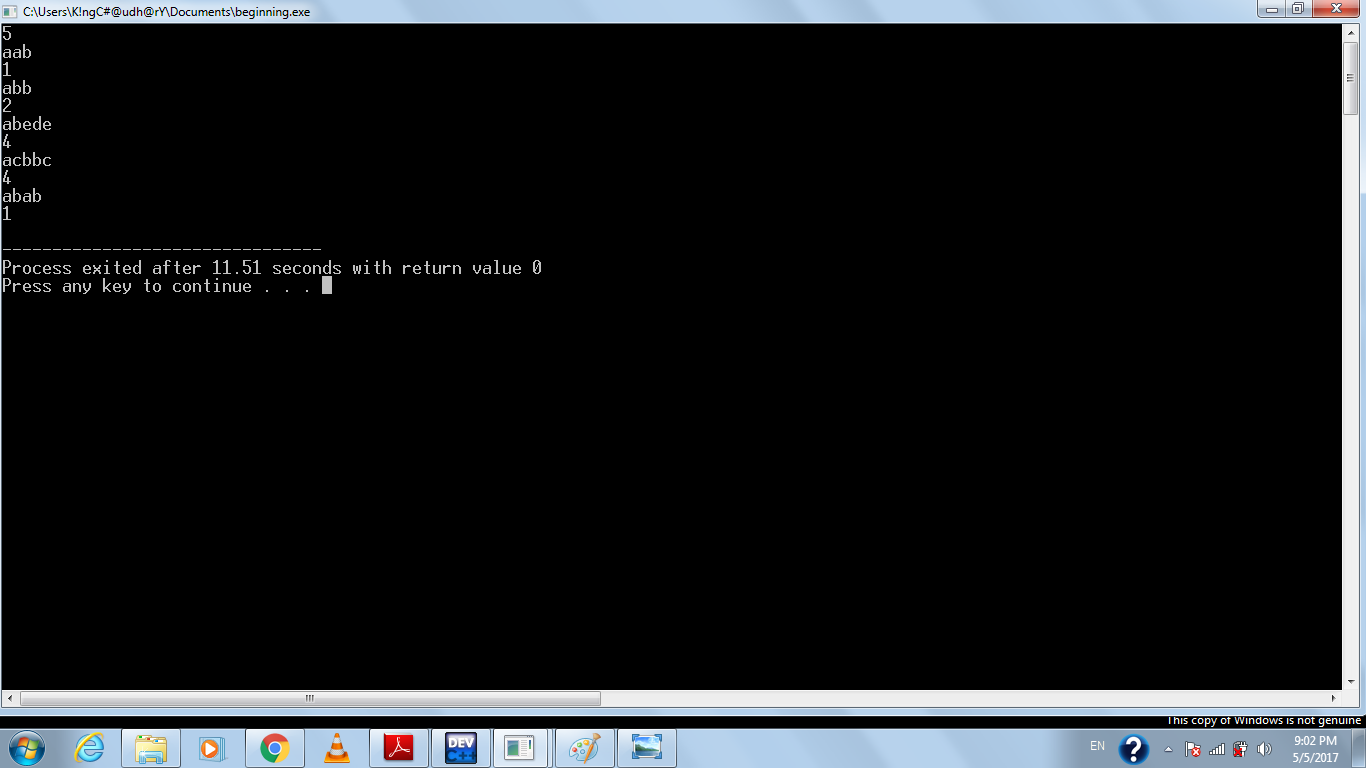 C:\Users\K!ngC#@udh@rY\Documents\beginning.exe
5
aab
1
abb
2
abede
4
acbbc
4
abab
1
--------------------------------
Process exited after 11.51 seconds with return value 0
Press any key to continue . . .
This copy of Windows is not genuine
DEV
C++
EN
9:02 PM
5/5/2017